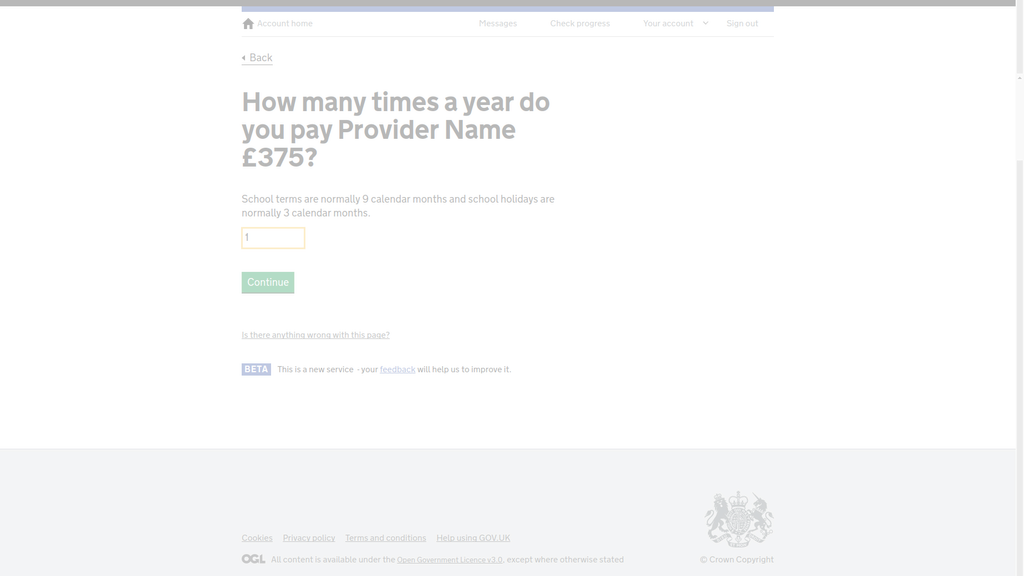 Account home Messages Check progress Your account Sign out
Back
How many times a year do
you pay Provider Name
£375?
School terms are normally 9 calendar months and school holidays are
normally 3 calendar months.
1
Continue
Is there anything wrong with this page?
BETA This is a new service - your feedback will help us to improve it.
Cookies Privacy policy Terms and conditions Help using GOV.UK
OGL All content is available under the Open Government Licence v3.0, except where otherwise stated
© Crown Copyright